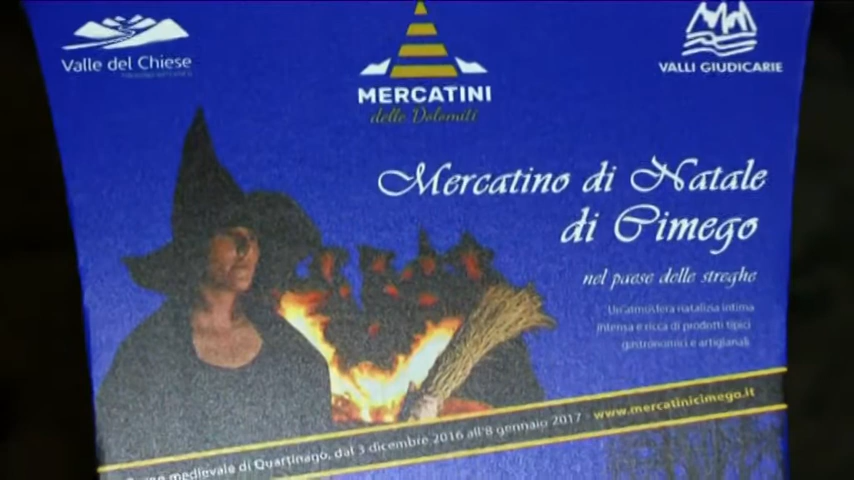 Valle del Chiese
MERCATINI
delle Dolomiti
VALLI GIUDICARIE
Mercatino di Natale
di Cimego
nel paese delle streghe
Un'atmosfera natalizia intima
intensa e ricca di prodotti tipici
gastronomici e artigianali
medievale di Quartinago, dal 3 dicembre 2016 all'8 gennaio 2017 · www.mercatinicimego.it